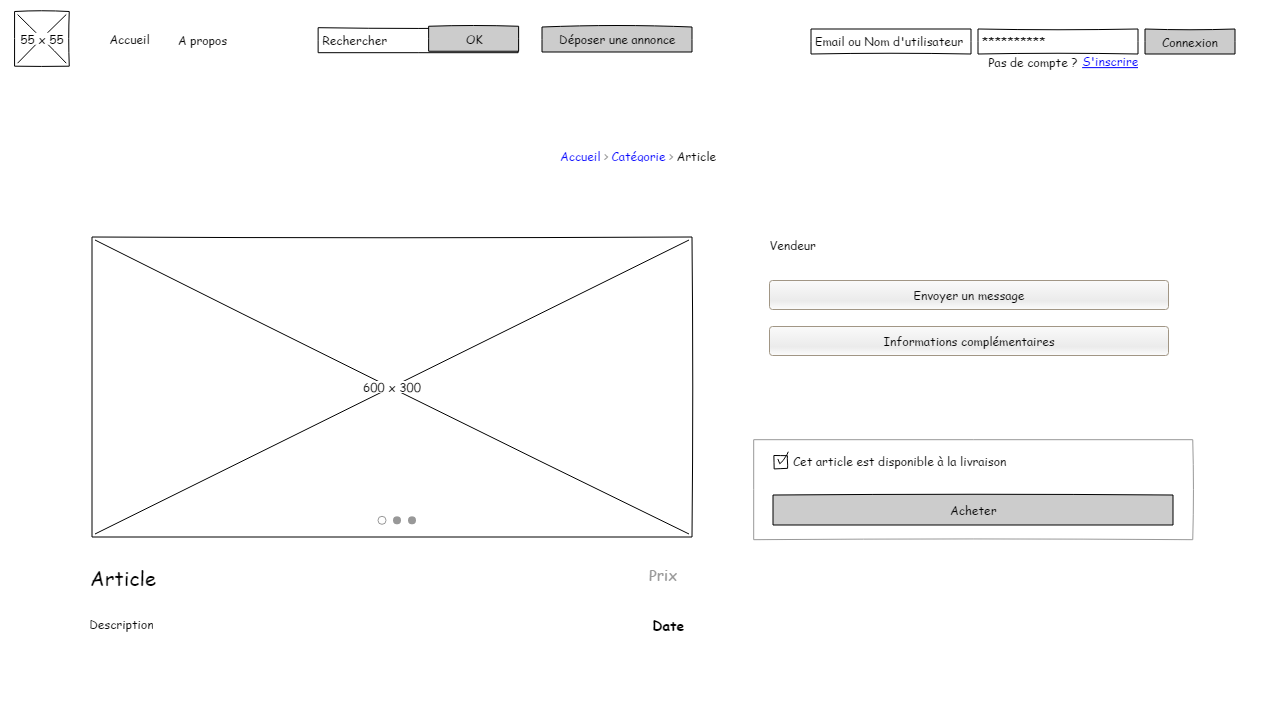 55 x 55
Accueil
A propos
Rechercher
OK
Déposer une annonce
Email ou Nom d'utilisateur
**********
Connexion
Pas de compte ? S'inscrire
Accueil > Catégorie > Article
600 x 300
Vendeur
Envoyer un message
Informations complémentaires
Cet article est disponible à la livraison
Acheter
Article
Prix
Description
Date